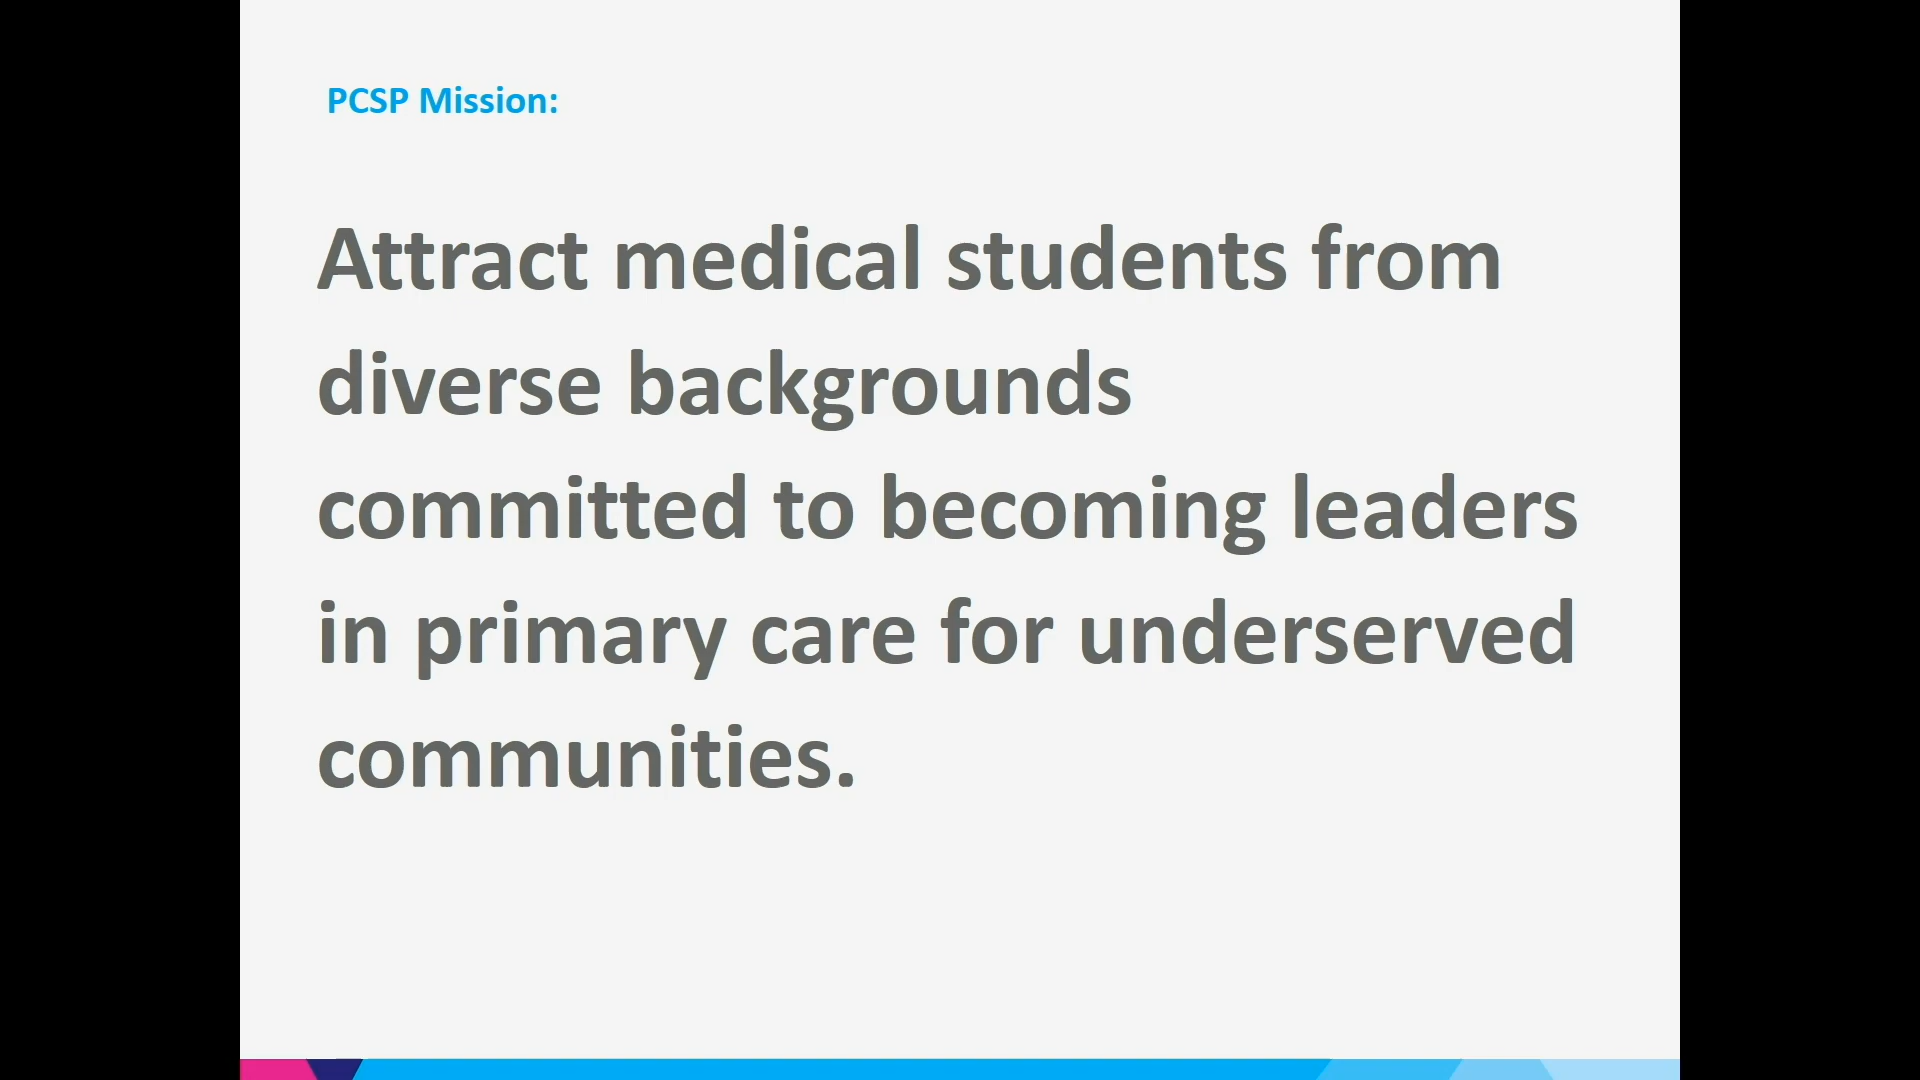 PCSP Mission:
Attract medical students from
diverse backgrounds
committed to becoming leaders
in primary care for underserved
communities.